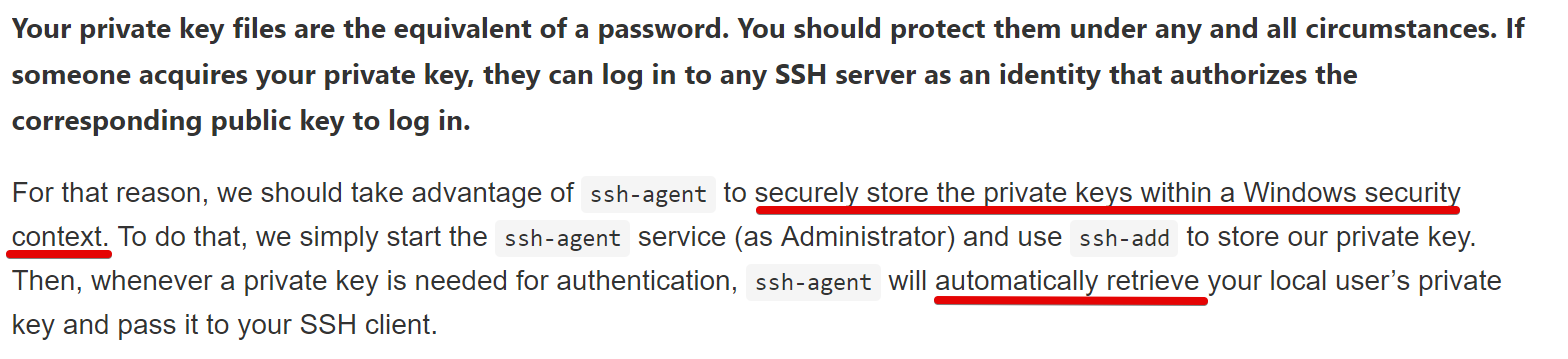 Your private key files are the equivalent of a password. You should protect them under any and all circumstances. If
someone acquires your private key, they can log in to any SSH server as an identity that authorizes the
corresponding public key to log in.
For that reason, we should take advantage of ssh-agent to securely store the private keys within a Windows security
context. To do that, we simply start the ssh-agent service (as Administrator) and use ssh-add to store our private key.
Then, whenever a private key is needed for authentication, ssh-agent will automatically retrieve your local user’s private
key and pass it to your SSH client.